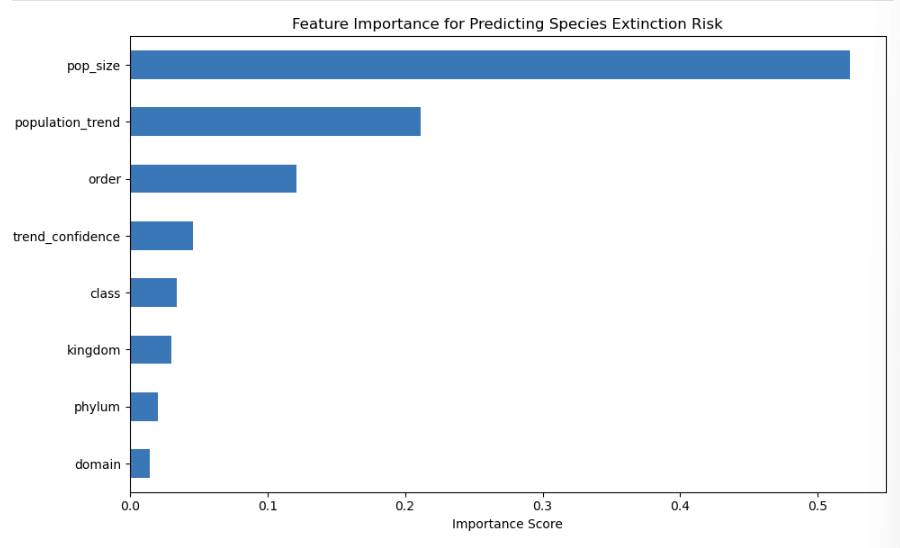 Feature Importance for Predicting Species Extinction Risk
pop_size
population_trend
order
trend_confidence
class
kingdom
phylum
domain
0.0 0.1 0.2 0.3 0.4 0.5
Importance Score